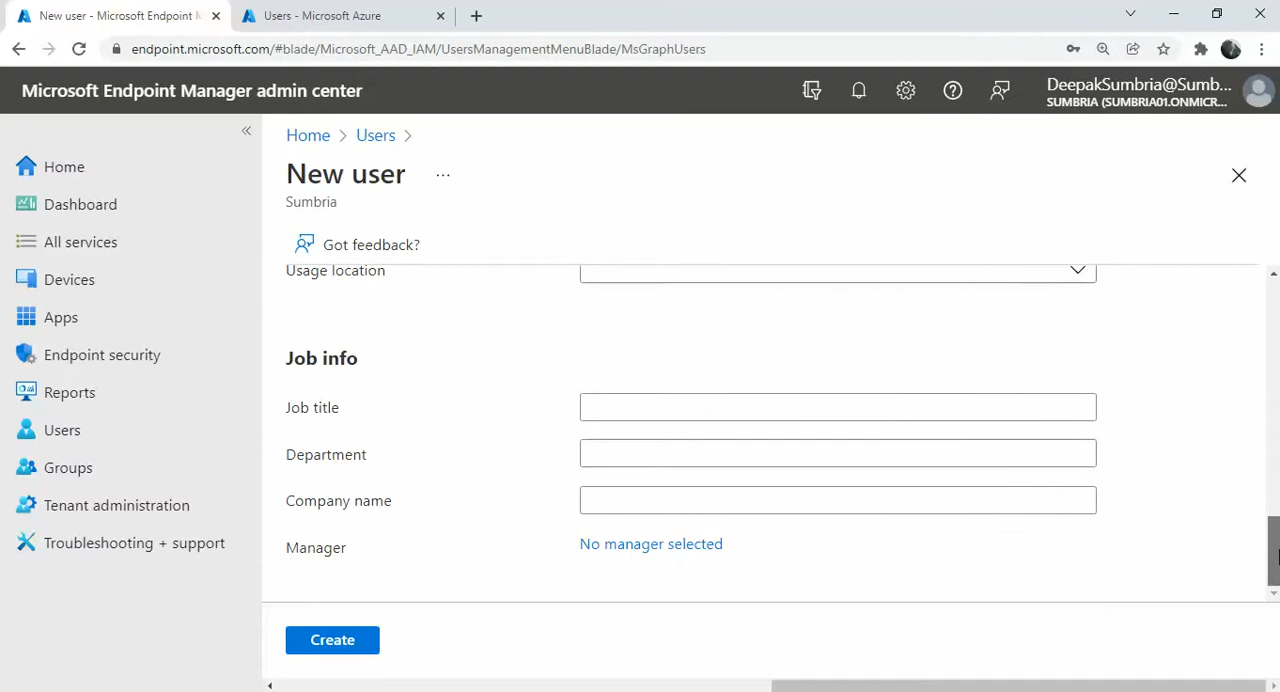 New user - Microsoft Endpoint M
Users - Microsoft Azure
endpoint.microsoft.com/#blade/Microsoft_AAD_IAM/UsersManagementMenuBlade/MsGraphUsers
Microsoft Endpoint Manager admin center
DeepakSumbria@Sumb...
SUMBRIA (SUMBRIA01.ONMICR...
Home
Dashboard
All services
Devices
Apps
Endpoint security
Reports
Users
Groups
Tenant administration
Troubleshooting + support
Home > Users >
New user ...
Sumbria
Got feedback?
Usage location
Job info
Job title
Department
Company name
Manager No manager selected
Create